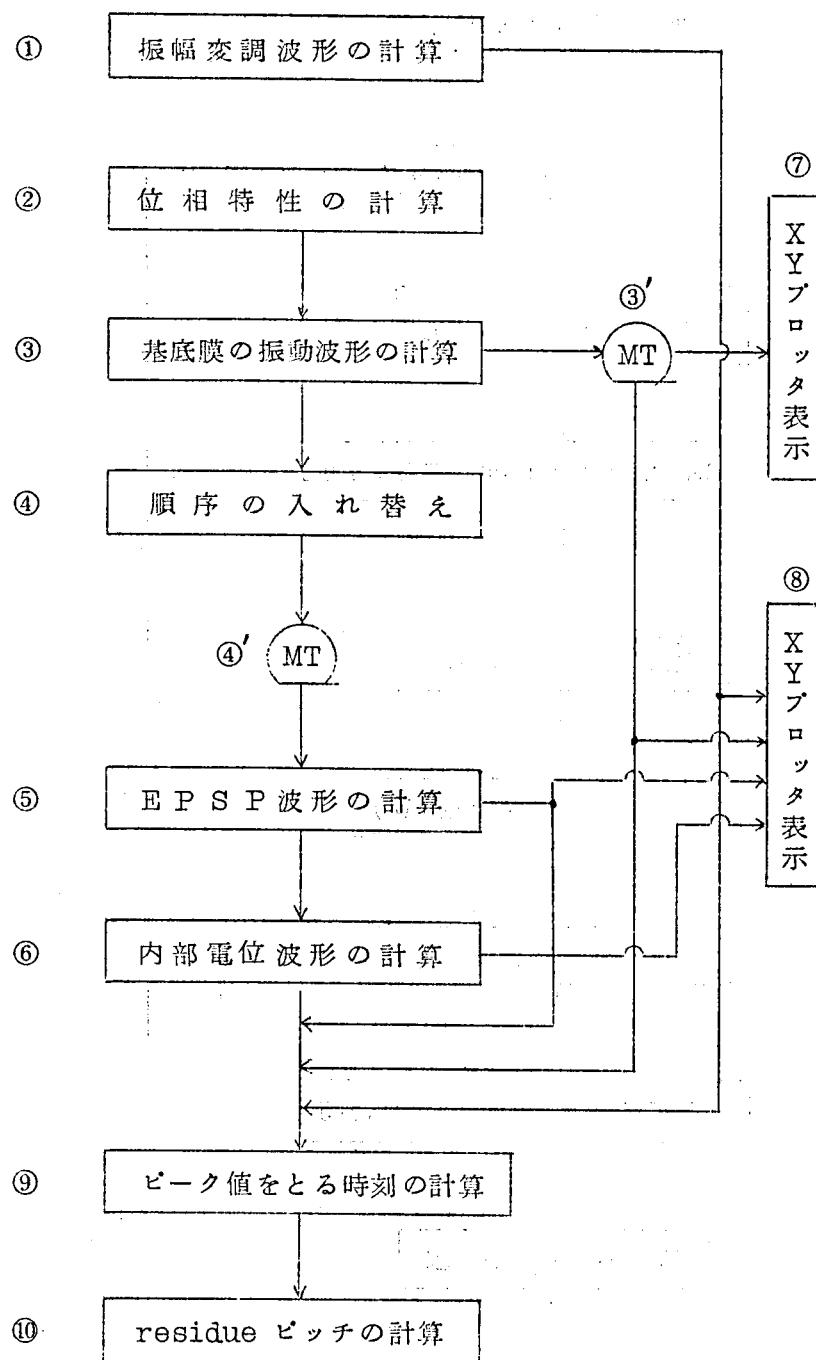 ① 振幅変調波形の計算
② 位相特性の計算
⑦
XYプロッタ表示
③ 基底膜の振動波形の計算
③′
MT
④ 順序の入れ替え
④′ MT
⑧
XYプロッタ表示
⑤ EPSP波形の計算
⑥ 内部電位波形の計算
⑨ ピーク値をとる時刻の計算
⑩ residue ピッチの計算